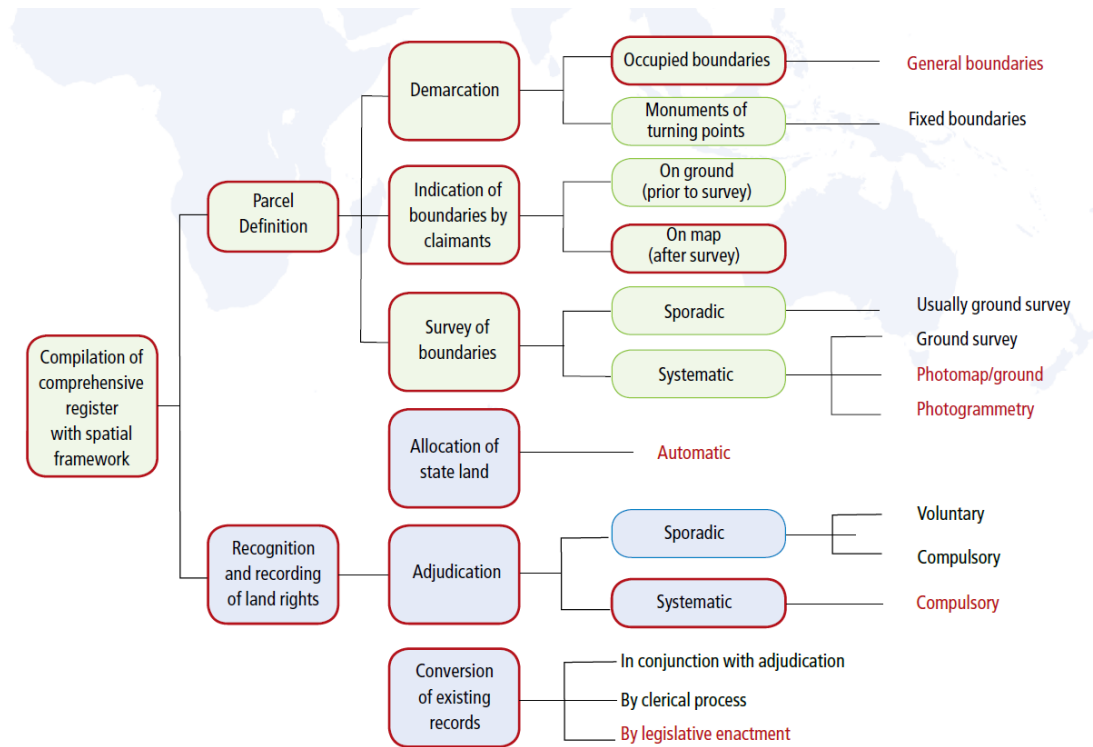 Compilation of
comprehensive
register
with spatial
framework
Parcel
Definition
Demarcation
Occupied boundaries
General boundaries
Monuments of
turning points
Fixed boundaries
Indication of
boundaries by
claimants
On ground
(prior to survey)
On map
(after survey)
Survey of
boundaries
Sporadic
Usually ground survey
Systematic
Ground survey
Photomap/ground
Photogrammetry
Recognition
and recording
of land rights
Allocation of
state land
Automatic
Adjudication
Sporadic
Voluntary
Compulsory
Systematic
Compulsory
Conversion
of existing
records
In conjunction with adjudication
By clerical process
By legislative enactment